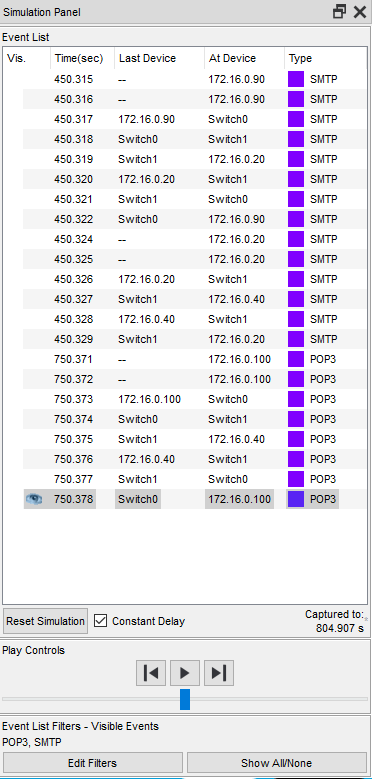 Simulation Panel
Event List
Vis. Time(sec) Last Device At Device Type
450.315 -- 172.16.0.90 SMTP
450.316 -- 172.16.0.90 SMTP
450.317 172.16.0.90 Switch0 SMTP
450.318 Switch0 Switch1 SMTP
450.319 Switch1 172.16.0.20 SMTP
450.320 172.16.0.20 Switch1 SMTP
450.321 Switch1 Switch0 SMTP
450.322 Switch0 172.16.0.90 SMTP
450.324 -- 172.16.0.20 SMTP
450.325 -- 172.16.0.20 SMTP
450.326 172.16.0.20 Switch1 SMTP
450.327 Switch1 172.16.0.40 SMTP
450.328 172.16.0.40 Switch1 SMTP
450.329 Switch1 172.16.0.20 SMTP
750.371 -- 172.16.0.100 POP3
750.372 -- 172.16.0.100 POP3
750.373 172.16.0.100 Switch0 POP3
750.374 Switch0 Switch1 POP3
750.375 Switch1 172.16.0.40 POP3
750.376 172.16.0.40 Switch1 POP3
750.377 Switch1 Switch0 POP3
750.378 Switch0 172.16.0.100 POP3
Reset Simulation Constant Delay Captured to: *
804.907 s
Play Controls
Event List Filters - Visible Events
POP3, SMTP
Edit Filters Show All/None